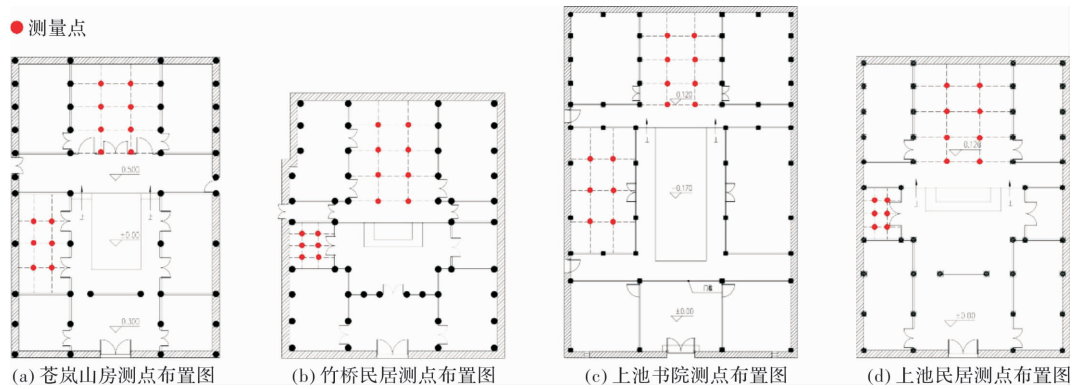 测量点
0.500
±0.00
0.300
(a) 苍岚山房测点布置图
(b) 竹桥民居测点布置图
0.120
-0.170
±0.00
(c) 上池书院测点布置图
0.120
±0.00
(d) 上池民居测点布置图